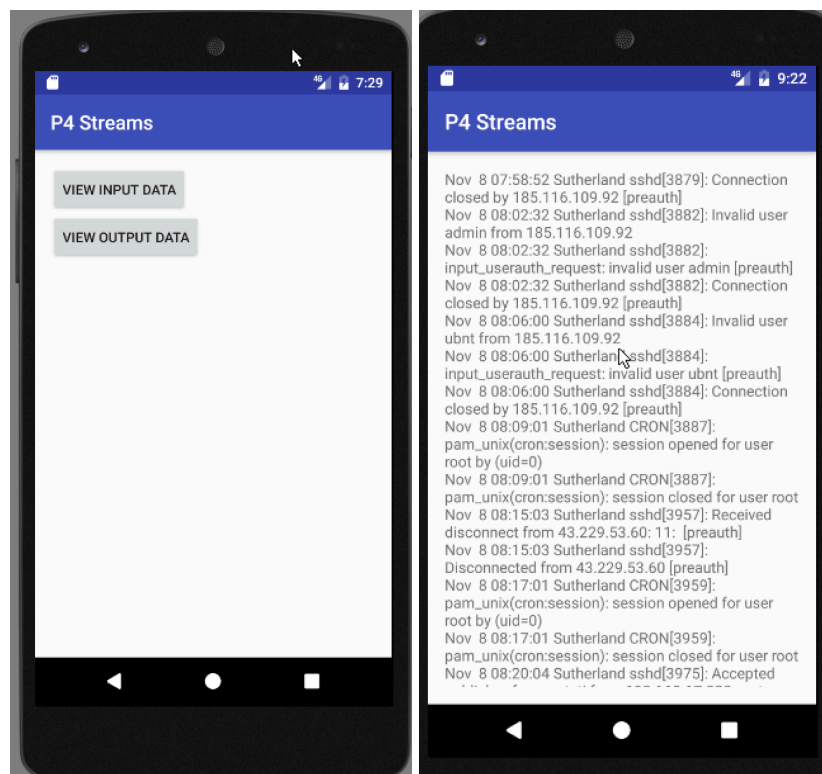 4G 7:29
P4 Streams
VIEW INPUT DATA
VIEW OUTPUT DATA
4G 9:22
P4 Streams
Nov  8 07:58:52 Sutherland sshd[3879]: Connection
closed by 185.116.109.92 [preauth]
Nov  8 08:02:32 Sutherland sshd[3882]: Invalid user
admin from 185.116.109.92
Nov  8 08:02:32 Sutherland sshd[3882]:
input_userauth_request: invalid user admin [preauth]
Nov  8 08:02:32 Sutherland sshd[3882]: Connection
closed by 185.116.109.92 [preauth]
Nov  8 08:06:00 Sutherland sshd[3884]: Invalid user
ubnt from 185.116.109.92
Nov  8 08:06:00 Sutherland sshd[3884]:
input_userauth_request: invalid user ubnt [preauth]
Nov  8 08:06:00 Sutherland sshd[3884]: Connection
closed by 185.116.109.92 [preauth]
Nov  8 08:09:01 Sutherland CRON[3887]:
pam_unix(cron:session): session opened for user
root by (uid=0)
Nov  8 08:09:01 Sutherland CRON[3887]:
pam_unix(cron:session): session closed for user root
Nov  8 08:15:03 Sutherland sshd[3957]: Received
disconnect from 43.229.53.60: 11:  [preauth]
Nov  8 08:15:03 Sutherland sshd[3957]:
Disconnected from 43.229.53.60 [preauth]
Nov  8 08:17:01 Sutherland CRON[3959]:
pam_unix(cron:session): session opened for user
root by (uid=0)
Nov  8 08:17:01 Sutherland CRON[3959]:
pam_unix(cron:session): session closed for user root
Nov  8 08:20:04 Sutherland sshd[3975]: Accepted